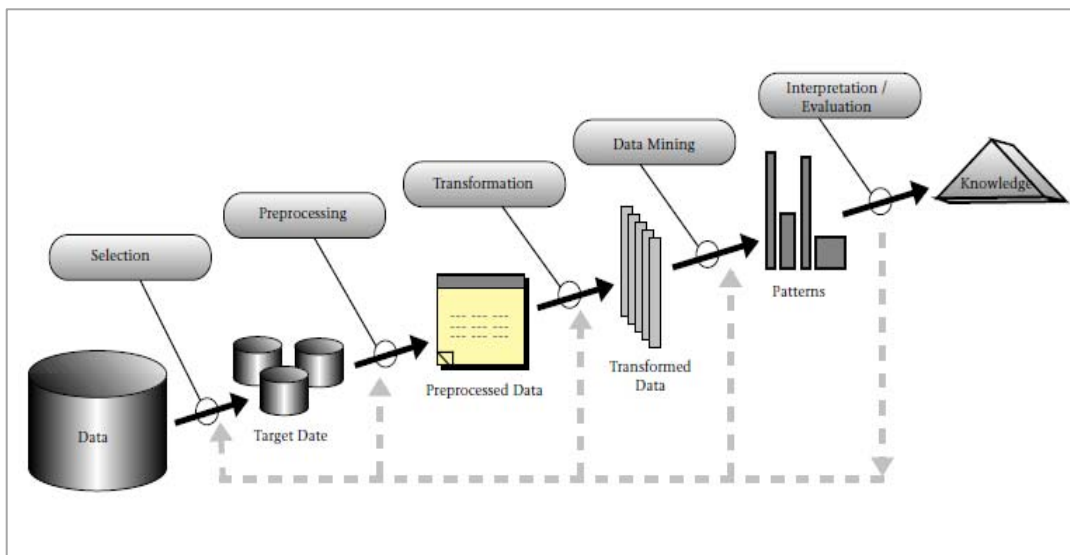 Interpretation /
Evaluation
Data Mining
Transformation
Preprocessing
Selection
Knowledge
Patterns
Transformed
Data
Preprocessed Data
Target Date
Data